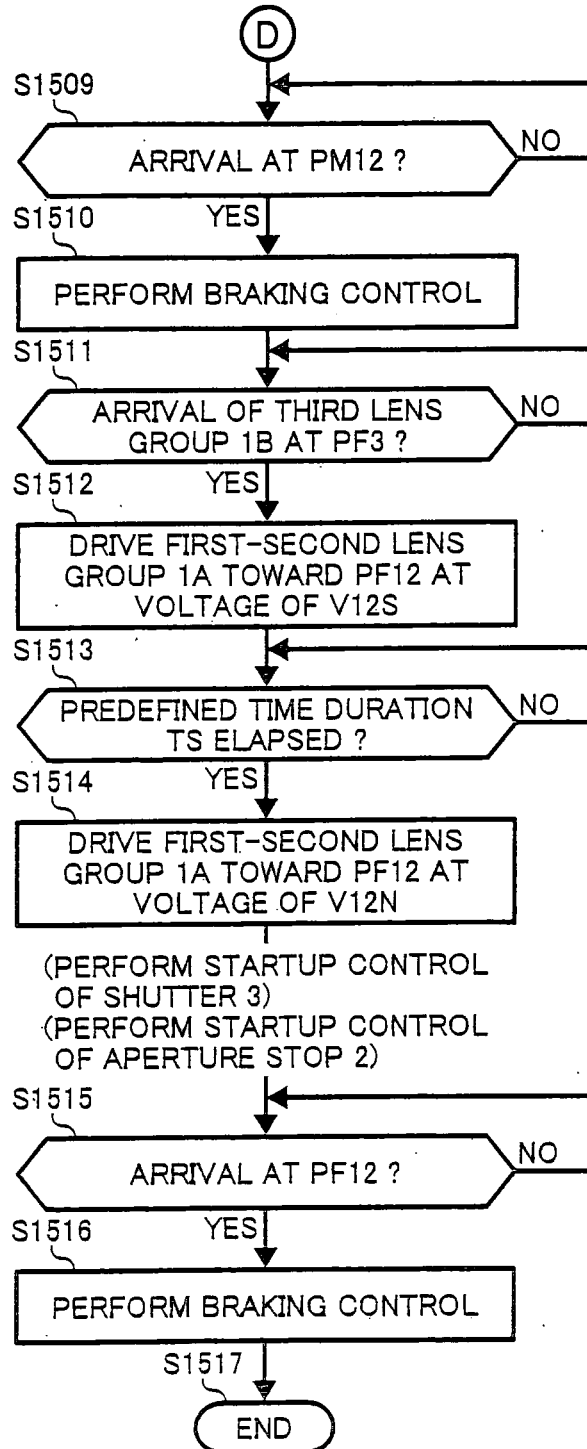 D
S1509
ARRIVAL AT PM12 ?
NO
YES
S1510
PERFORM BRAKING CONTROL
S1511
ARRIVAL OF THIRD LENS
GROUP 1B AT PF3 ?
NO
YES
S1512
DRIVE FIRST-SECOND LENS
GROUP 1A TOWARD PF12 AT
VOLTAGE OF V12S
S1513
PREDEFINED TIME DURATION
TS ELAPSED ?
NO
YES
S1514
DRIVE FIRST-SECOND LENS
GROUP 1A TOWARD PF12 AT
VOLTAGE OF V12N
(PERFORM STARTUP CONTROL
OF SHUTTER 3)
(PERFORM STARTUP CONTROL
OF APERTURE STOP 2)
S1515
ARRIVAL AT PF12 ?
NO
YES
S1516
PERFORM BRAKING CONTROL
S1517
END